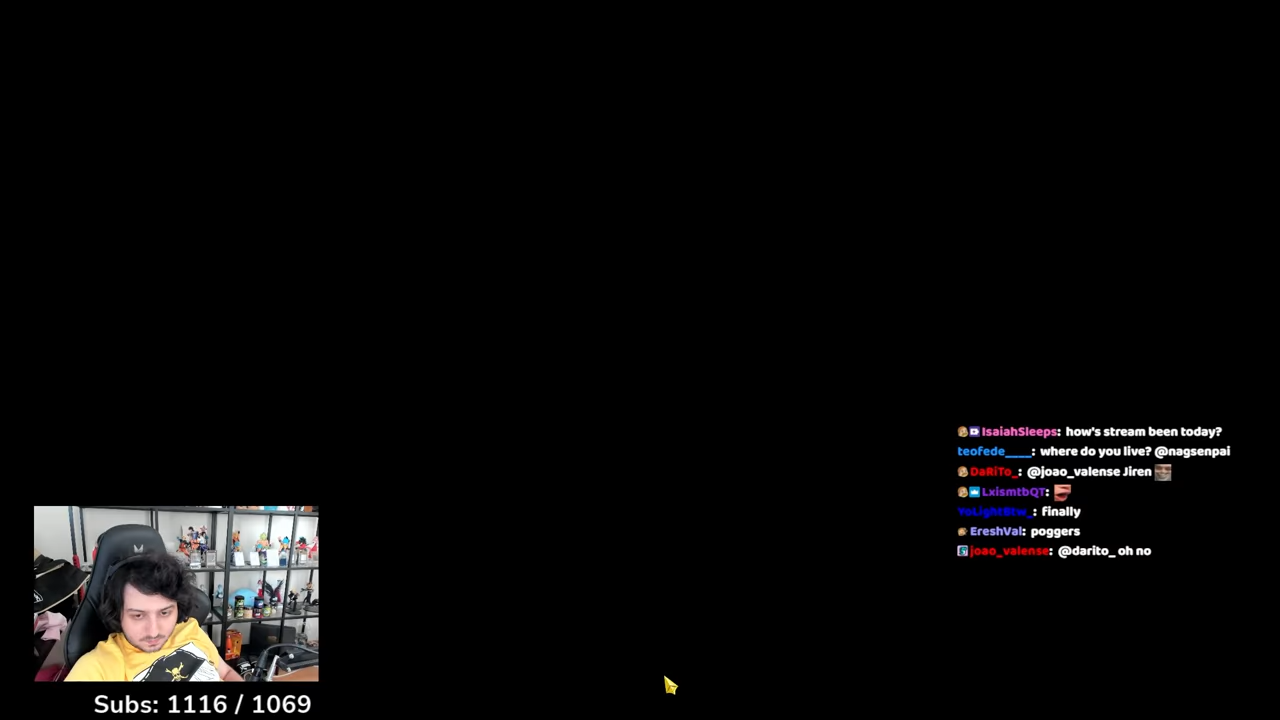 IsaiahSleeps: how's stream been today?
teofede____: where do you live? @nagsenpai
DaRiTo_: @joao_valense Jiren
LxismtbQT:
YoLightBtw_: finally
EreshVal: poggers
joao_valense: @darito_ oh no
Subs: 1116 / 1069